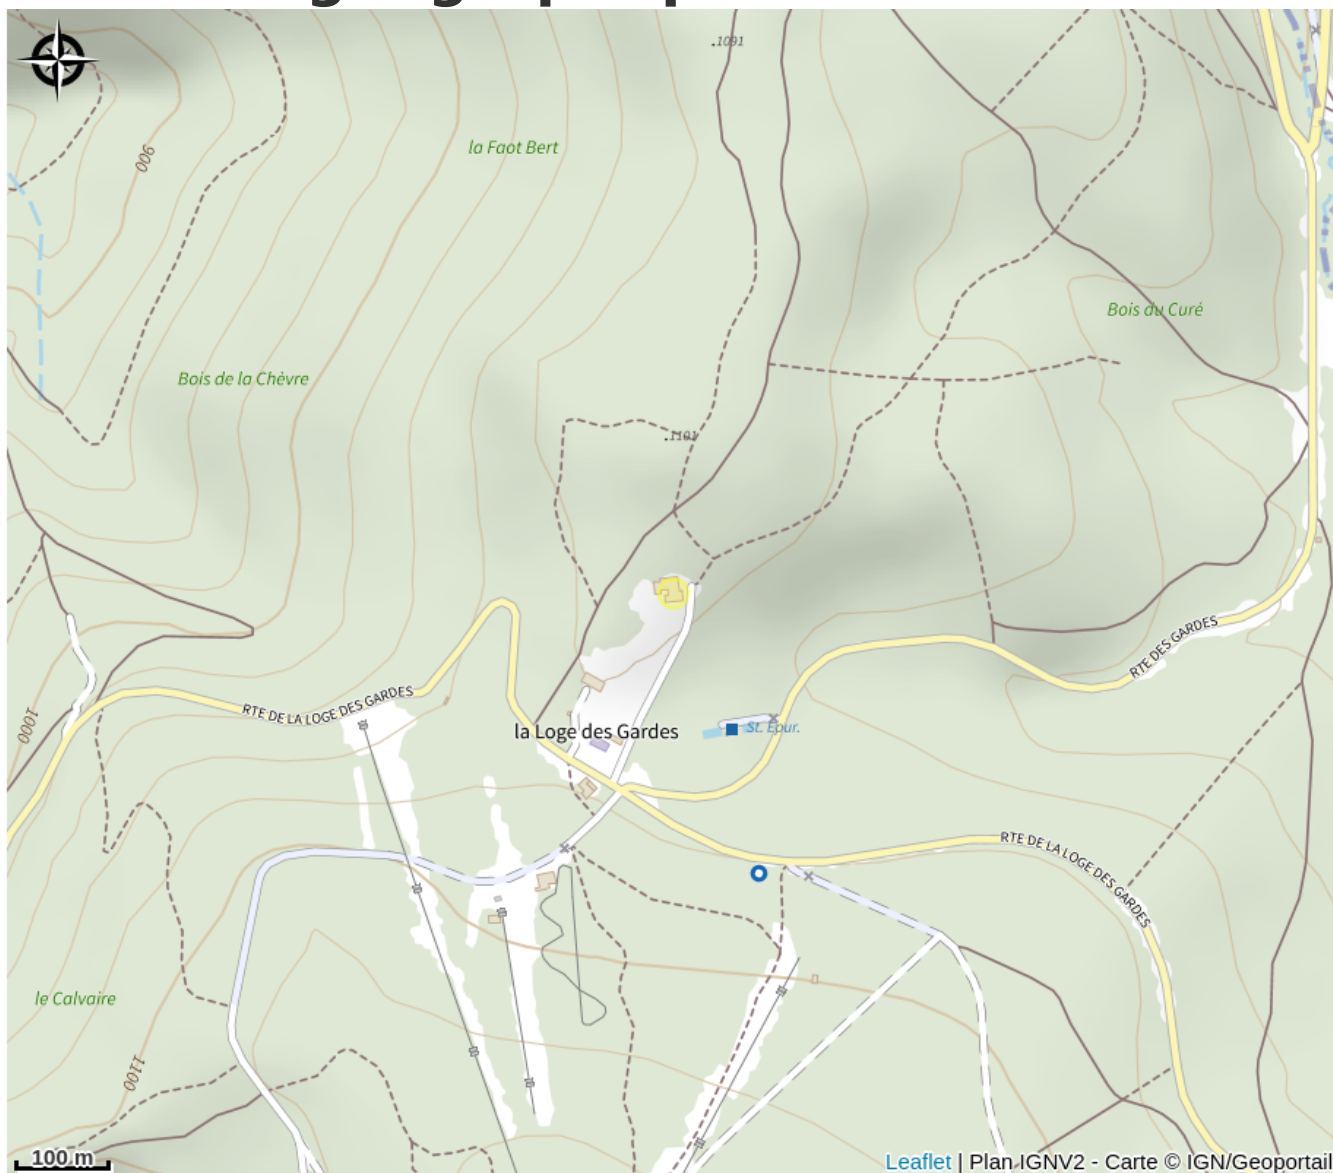 .1091
900
la Faot Bert
Bois du Curé
Bois de la Chèvre
.1101
RTE DES GARDES
RTE DE LA LOGE DES GARDES
1000
la Loge des Gardes
St. Épur.
RTE DE LA LOGE DES GARDES
le Calvaire
1100
100 m
Leaflet | Plan IGNV2 - Carte © IGN/Geoportail